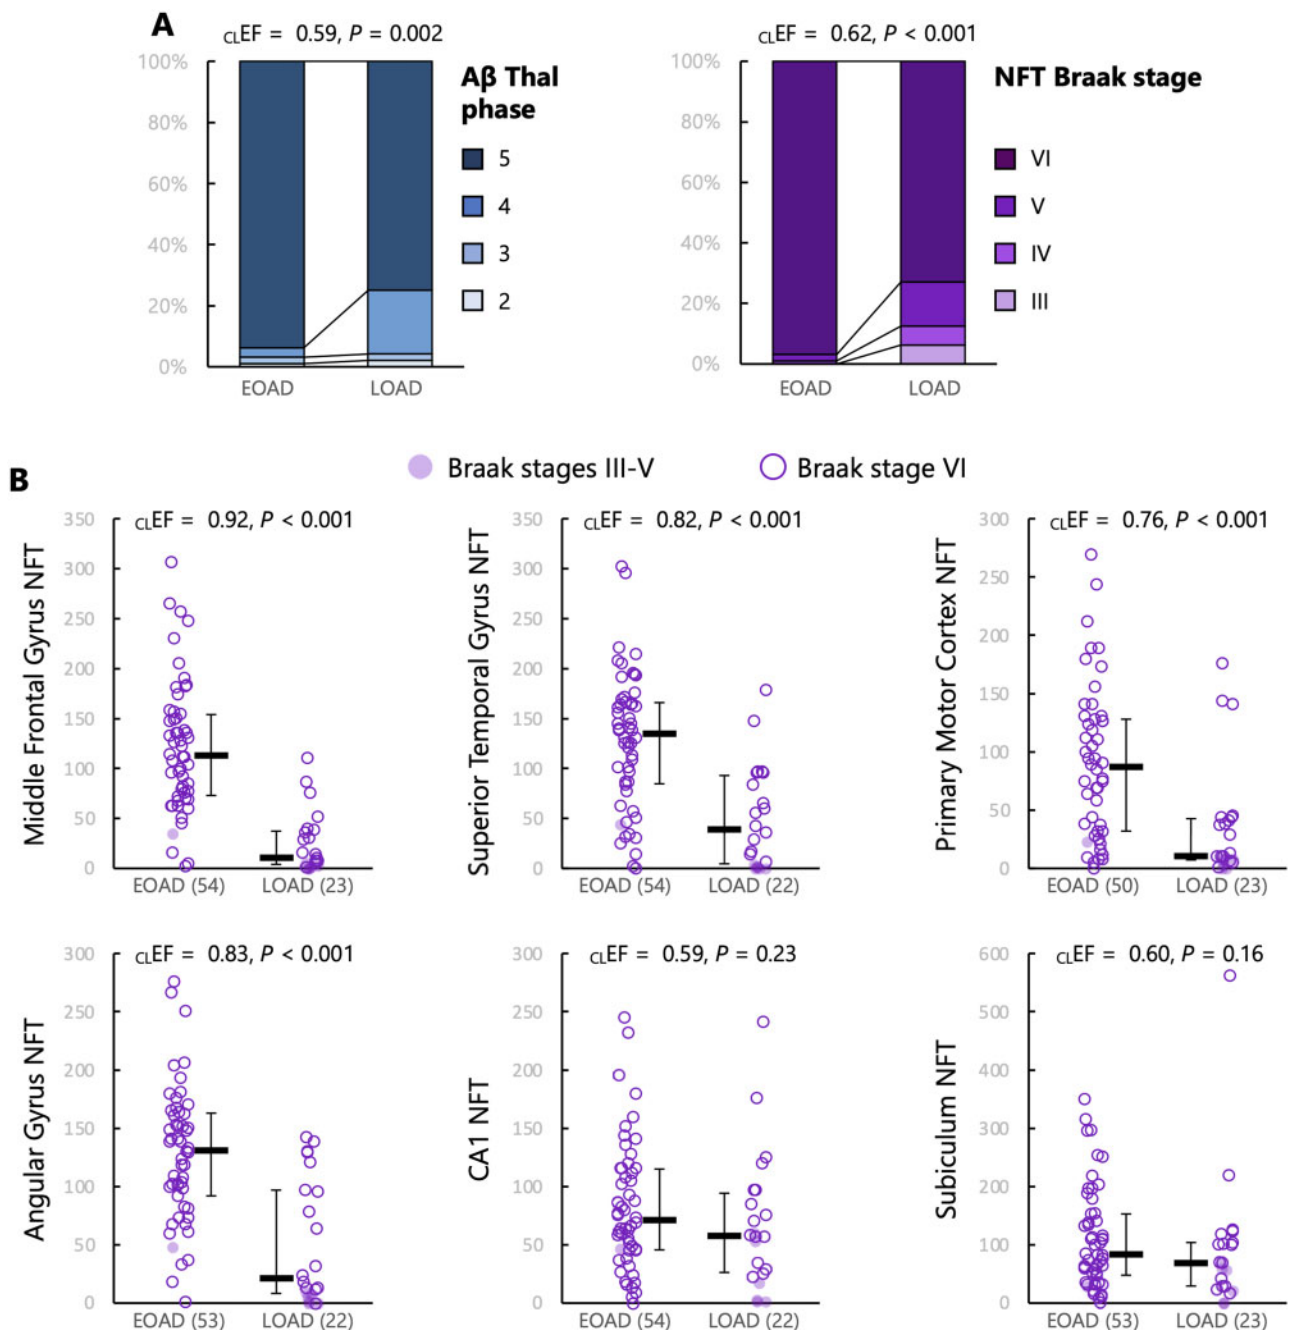 A
CLEF = 0.59, P = 0.002
100%
80%
60%
40%
20%
0%
EOAD LOAD
Aβ Thal
phase
5
4
3
2
CLEF = 0.62, P < 0.001
100%
80%
60%
40%
20%
0%
EOAD LOAD
NFT Braak stage
VI
V
IV
III
B
Braak stages III-V Braak stage VI
Middle Frontal Gyrus NFT
CLEF = 0.92, P < 0.001
350
300
250
200
150
100
50
0
EOAD (54) LOAD (23)
Superior Temporal Gyrus NFT
CLEF = 0.82, P < 0.001
350
300
250
200
150
100
50
0
EOAD (54) LOAD (22)
Primary Motor Cortex NFT
CLEF = 0.76, P < 0.001
300
250
200
150
100
50
0
EOAD (50) LOAD (23)
Angular Gyrus NFT
CLEF = 0.83, P < 0.001
300
250
200
150
100
50
0
EOAD (53) LOAD (22)
CA1 NFT
CLEF = 0.59, P = 0.23
300
250
200
150
100
50
0
EOAD (54) LOAD (22)
Subiculum NFT
CLEF = 0.60, P = 0.16
600
500
400
300
200
100
0
EOAD (53) LOAD (23)